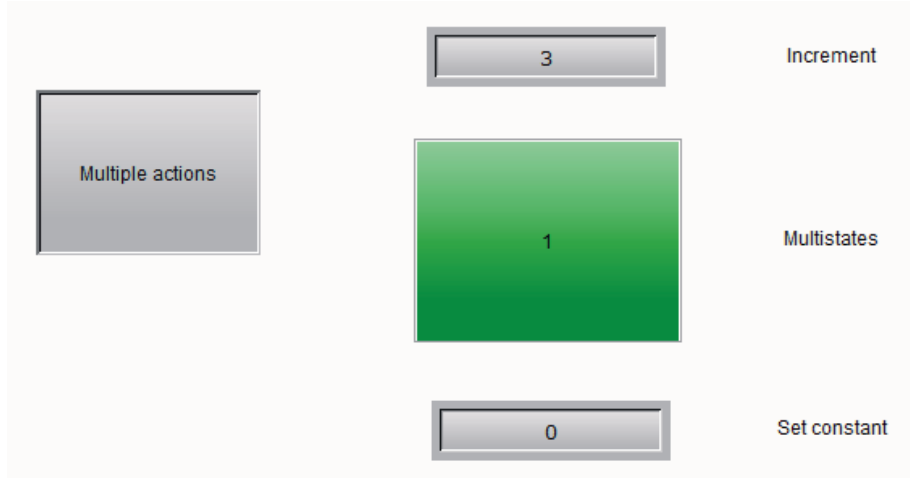 3
Increment
Multiple actions
1
Multistates
0
Set constant